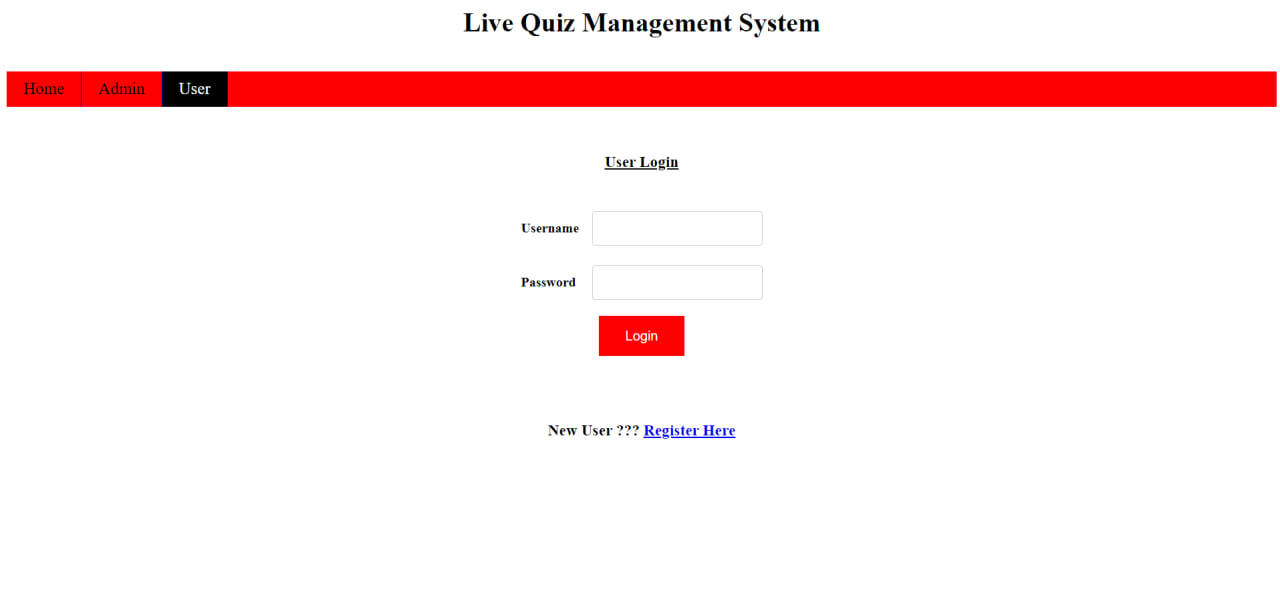 Live Quiz Management System
Home Admin User
User Login
Username
Password
Login
New User ??? Register Here